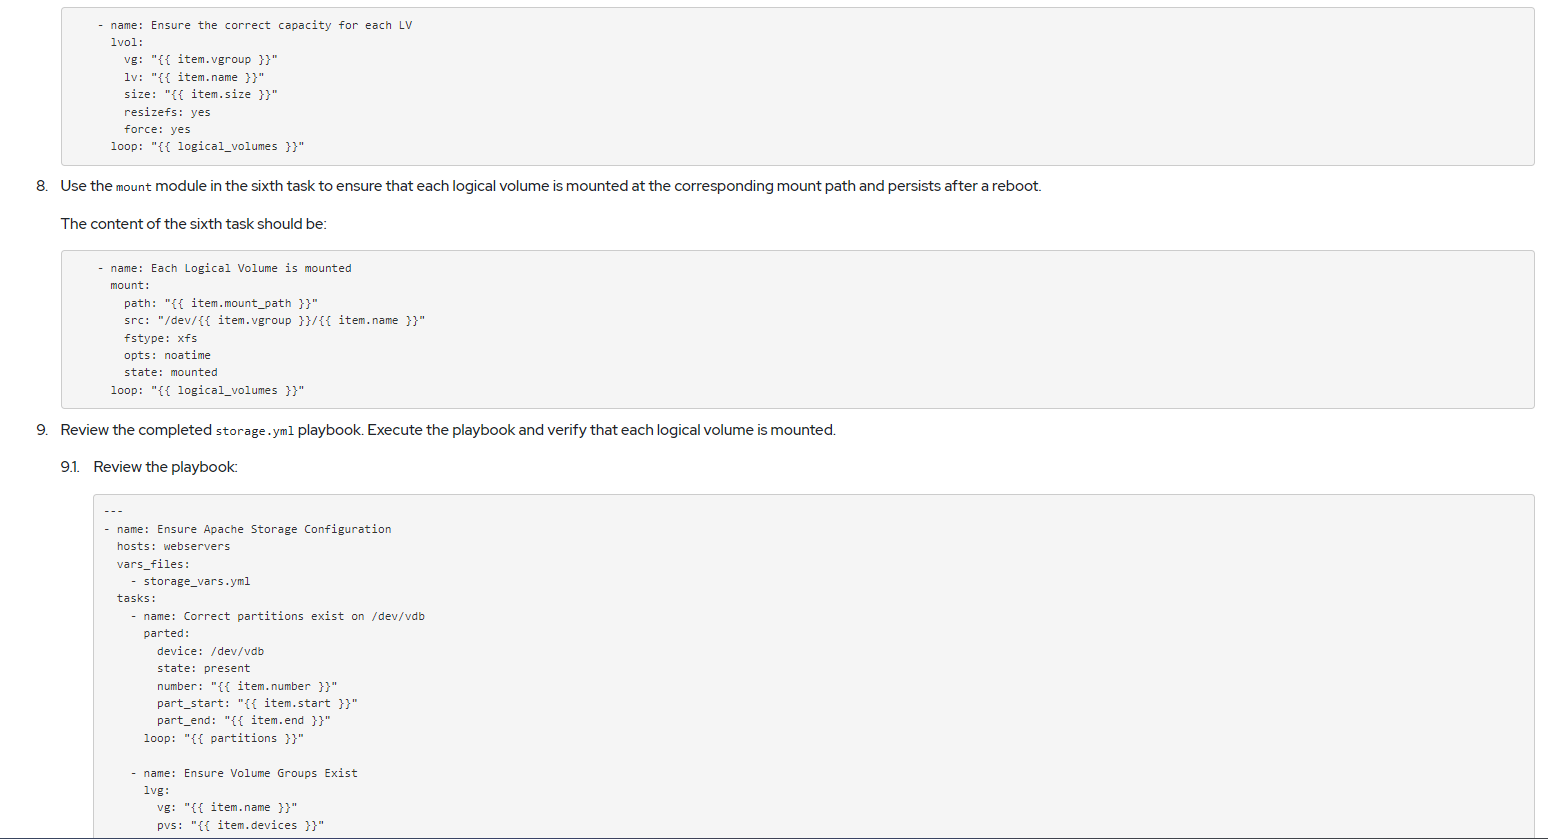 - name: Ensure the correct capacity for each LV
lvol:
vg: "{{ item.vgroup }}"
lv: "{{ item.name }}"
size: "{{ item.size }}"
resizefs: yes
force: yes
loop: "{{ logical_volumes }}"
8. Use the mount module in the sixth task to ensure that each logical volume is mounted at the corresponding mount path and persists after a reboot.
The content of the sixth task should be:
- name: Each Logical Volume is mounted
mount:
path: "{{ item.mount_path }}"
src: "/dev/{{ item.vgroup }}/{{ item.name }}"
fstype: xfs
opts: noatime
state: mounted
loop: "{{ logical_volumes }}"
9. Review the completed storage.yml playbook. Execute the playbook and verify that each logical volume is mounted.
9.1. Review the playbook:
---
- name: Ensure Apache Storage Configuration
hosts: webservers
vars_files:
- storage_vars.yml
tasks:
- name: Correct partitions exist on /dev/vdb
parted:
device: /dev/vdb
state: present
number: "{{ item.number }}"
part_start: "{{ item.start }}"
part_end: "{{ item.end }}"
loop: "{{ partitions }}"
- name: Ensure Volume Groups Exist
lvg:
vg: "{{ item.name }}"
pvs: "{{ item.devices }}"